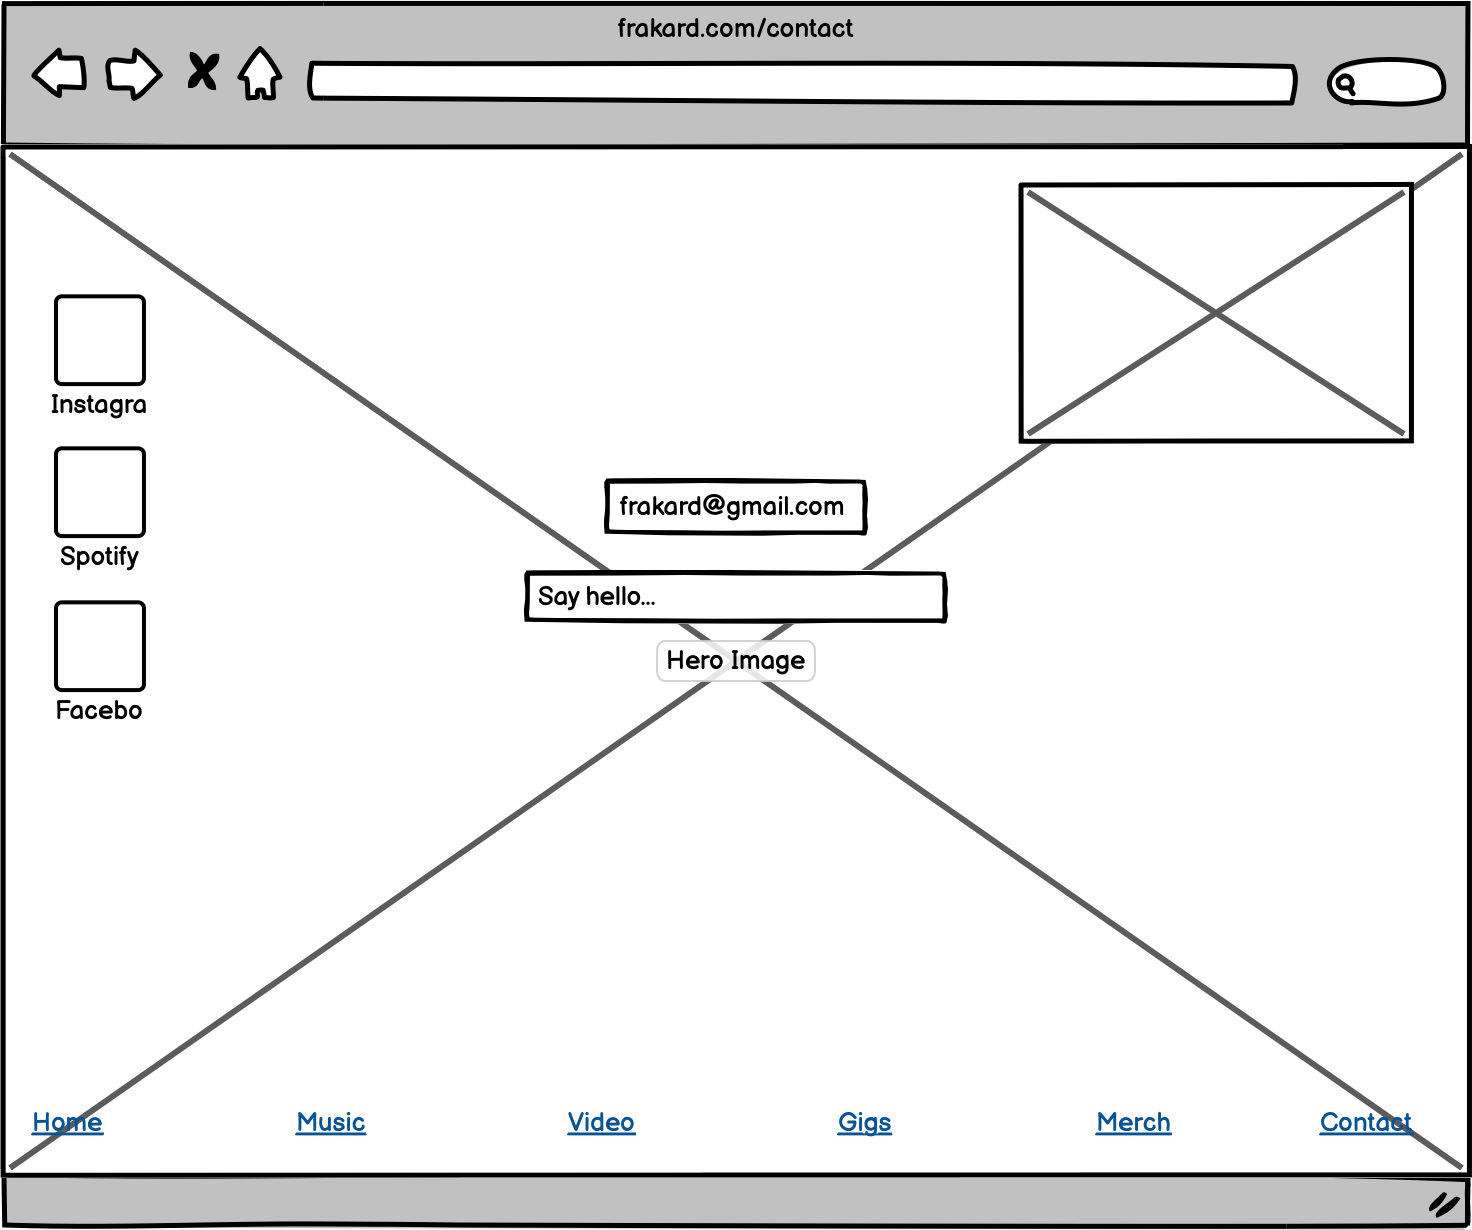 frakard.com/contact
Instagra
Spotify
Facebo
frakard@gmail.com
Say hello...
Hero Image
Home Music Video Gigs Merch Contact